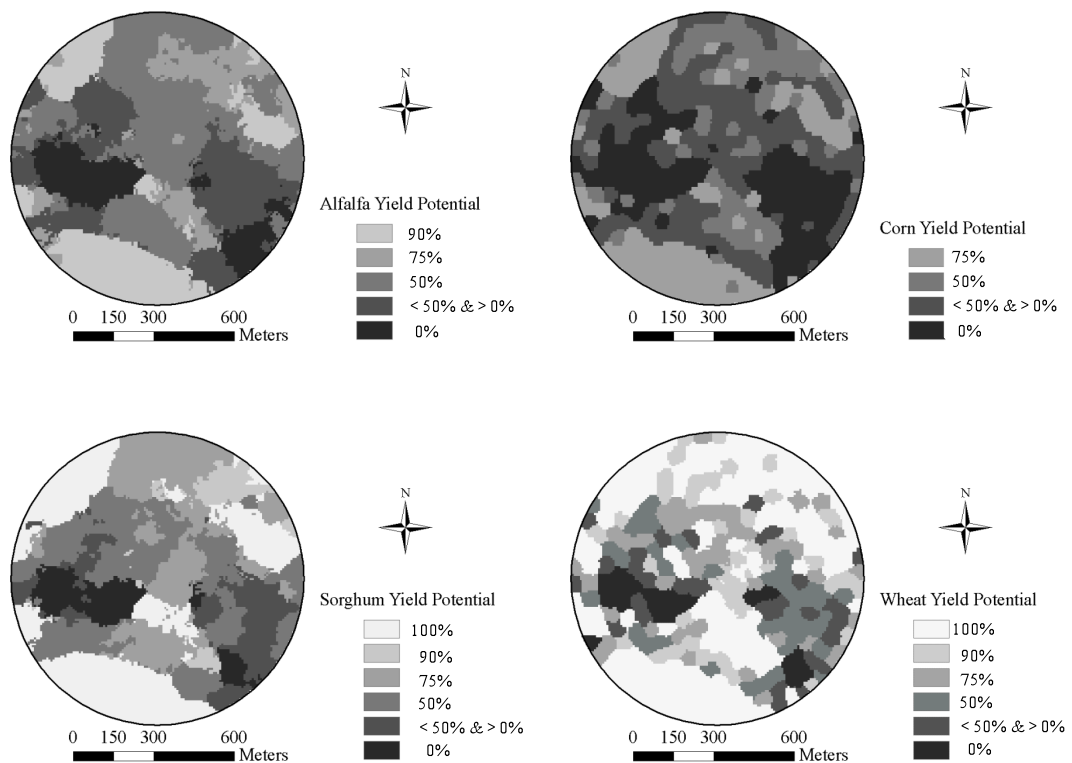 N
Alfalfa Yield Potential
90%
75%
50%
< 50% & > 0%
0%
0 150 300 600
Meters
N
Corn Yield Potential
75%
50%
< 50% & > 0%
0%
0 150 300 600
Meters
N
Sorghum Yield Potential
100%
90%
75%
50%
< 50% & > 0%
0%
0 150 300 600
Meters
N
Wheat Yield Potential
100%
90%
75%
50%
< 50% & > 0%
0%
0 150 300 600
Meters